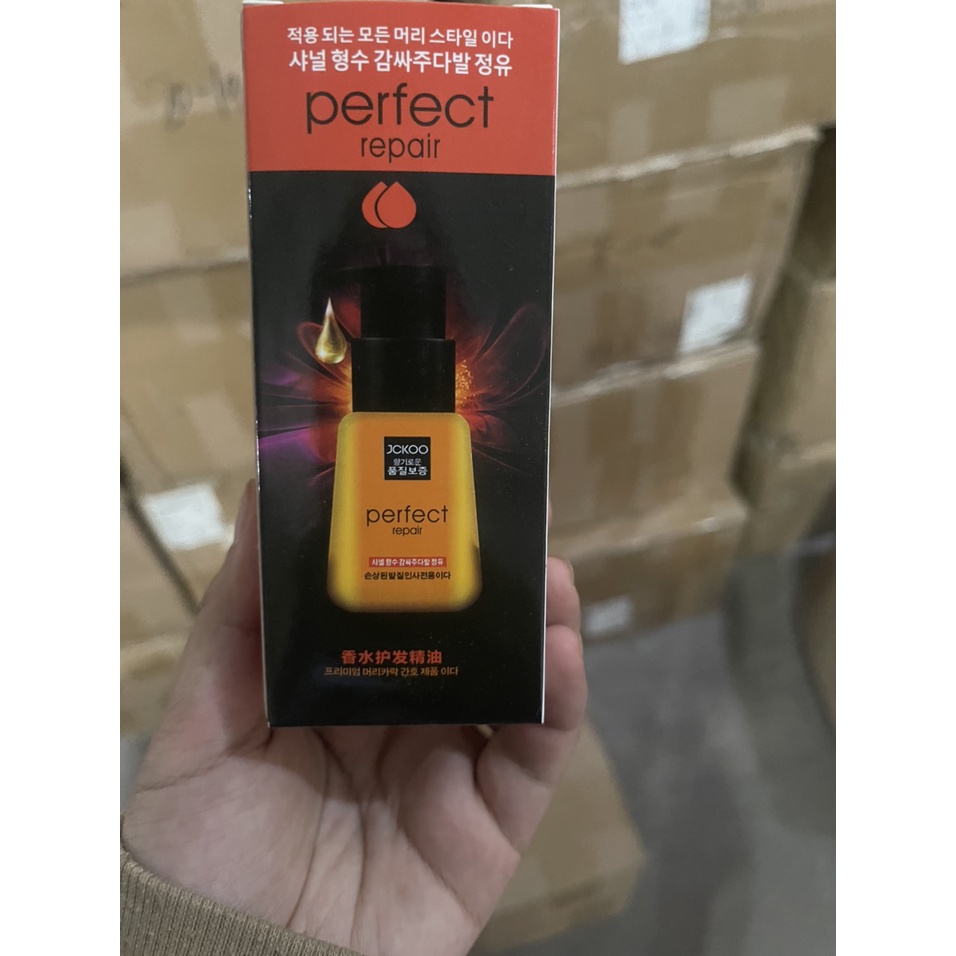 적용 되는 모든 머리 스타일 이다
샤널 형수 감싸주다발 정유
perfect
repair
JCKOO
향기로운
품질보증
perfect
repair
샤널 형수 감싸주다발 정유
손상된발질인사전용이다
香水护发精油
프리미엄 머리카락 간호 제품 이다